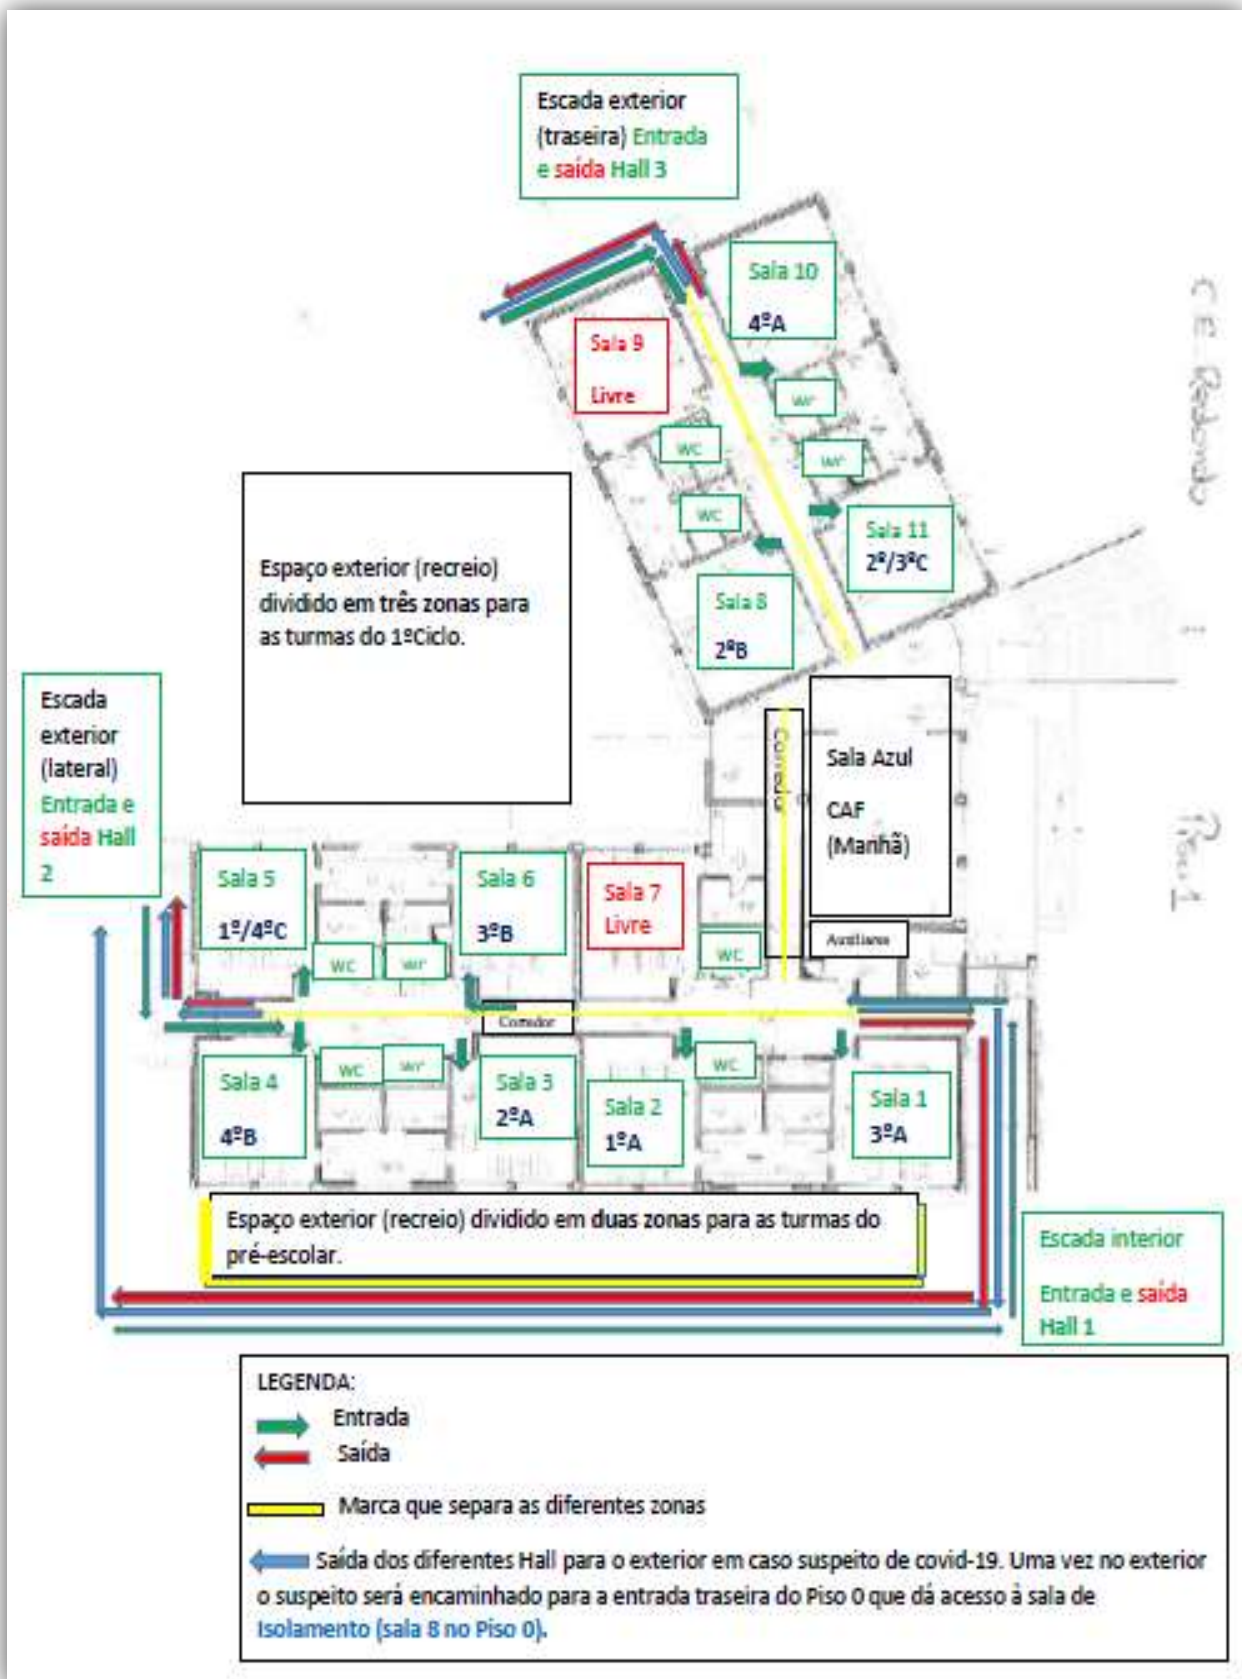 Escada exterior
(traseira) Entrada
e saída Hall 3
Sala 10
4ºA
Sala 9
Livre
WC
WC
WC
WC
Sala 11
2º/3ºC
Sala 8
2ºB
C E Redondo
Piso 1
Espaço exterior (recreio)
dividido em três zonas para
as turmas do 1ºCiclo.
Escada
exterior
(lateral)
Entrada e
saída Hall
2
Corredor
Sala Azul
CAF
(Manhã)
Auxiliares
Sala 5
1º/4ºC
WC
WC
Sala 6
3ºB
Sala 7
Livre
WC
Corredor
Sala 4
4ºB
WC
WC
Sala 3
2ºA
Sala 2
1ºA
WC
Sala 1
3ºA
Espaço exterior (recreio) dividido em duas zonas para as turmas do
pré-escolar.
Escada interior
Entrada e saída
Hall 1
LEGENDA:
Entrada
Saída
Marca que separa as diferentes zonas
Saída dos diferentes Hall para o exterior em caso suspeito de covid-19. Uma vez no exterior
o suspeito será encaminhado para a entrada traseira do Piso 0 que dá acesso à sala de
Isolamento (sala 8 no Piso 0).